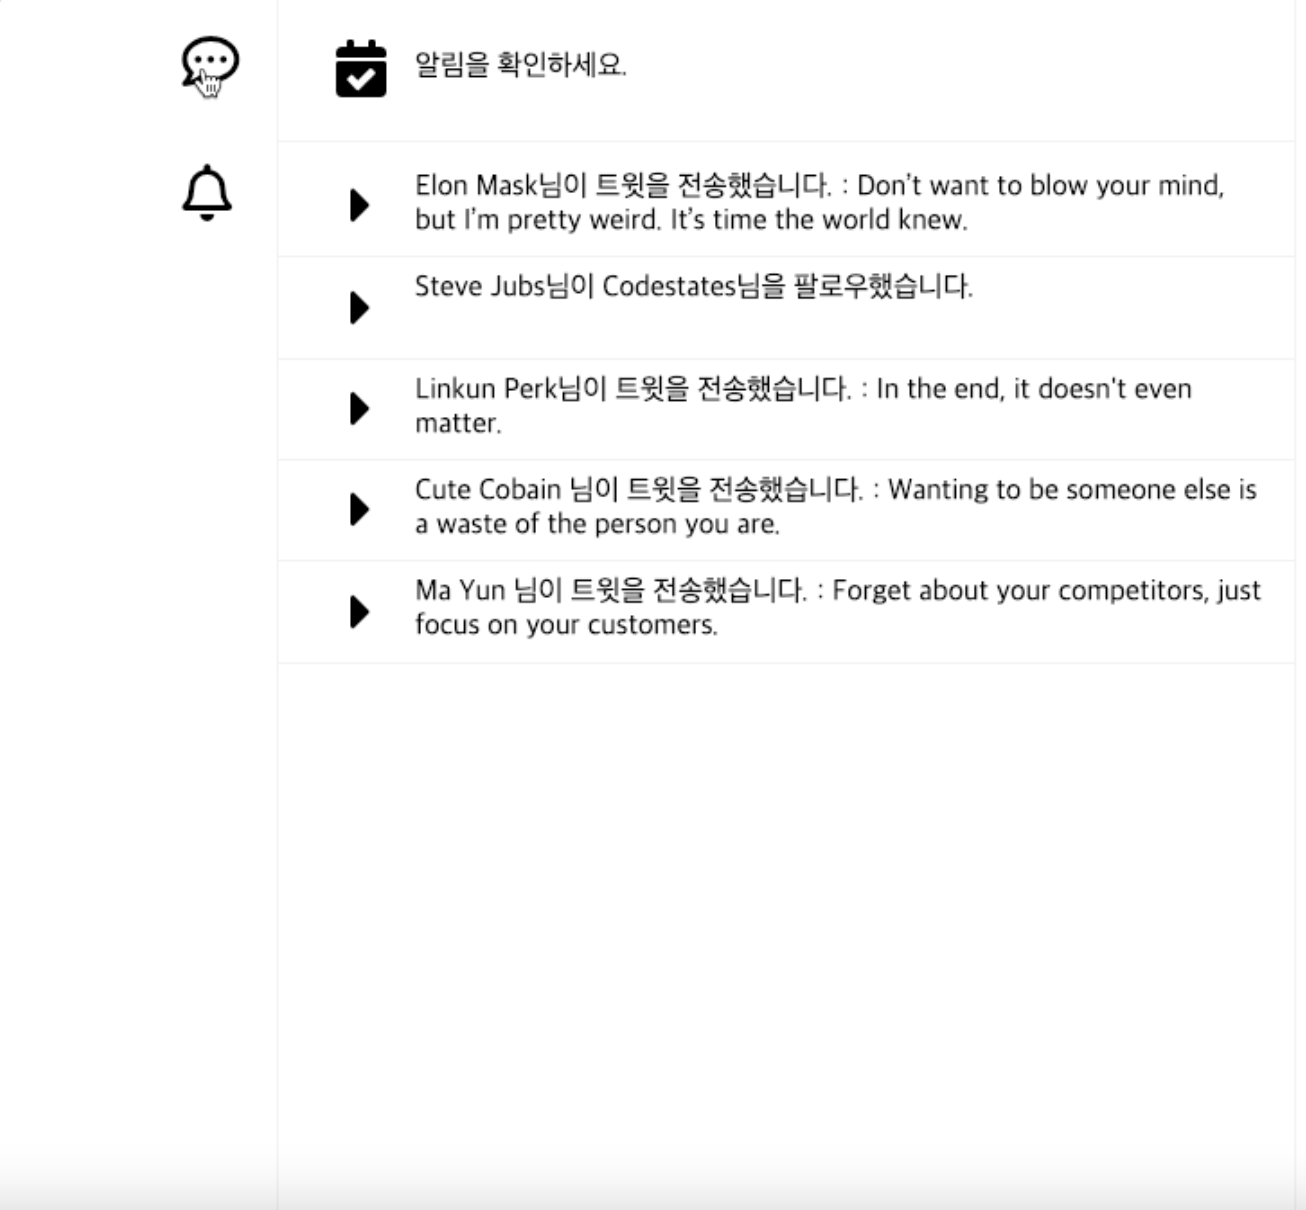 알림을 확인하세요.
Elon Mask님이 트윗을 전송했습니다. : Don’t want to blow your mind,
but I’m pretty weird. It’s time the world knew.
Steve Jubs님이 Codestates님을 팔로우했습니다.
Linkun Perk님이 트윗을 전송했습니다. : In the end, it doesn't even
matter.
Cute Cobain 님이 트윗을 전송했습니다. : Wanting to be someone else is
a waste of the person you are.
Ma Yun 님이 트윗을 전송했습니다. : Forget about your competitors, just
focus on your customers.